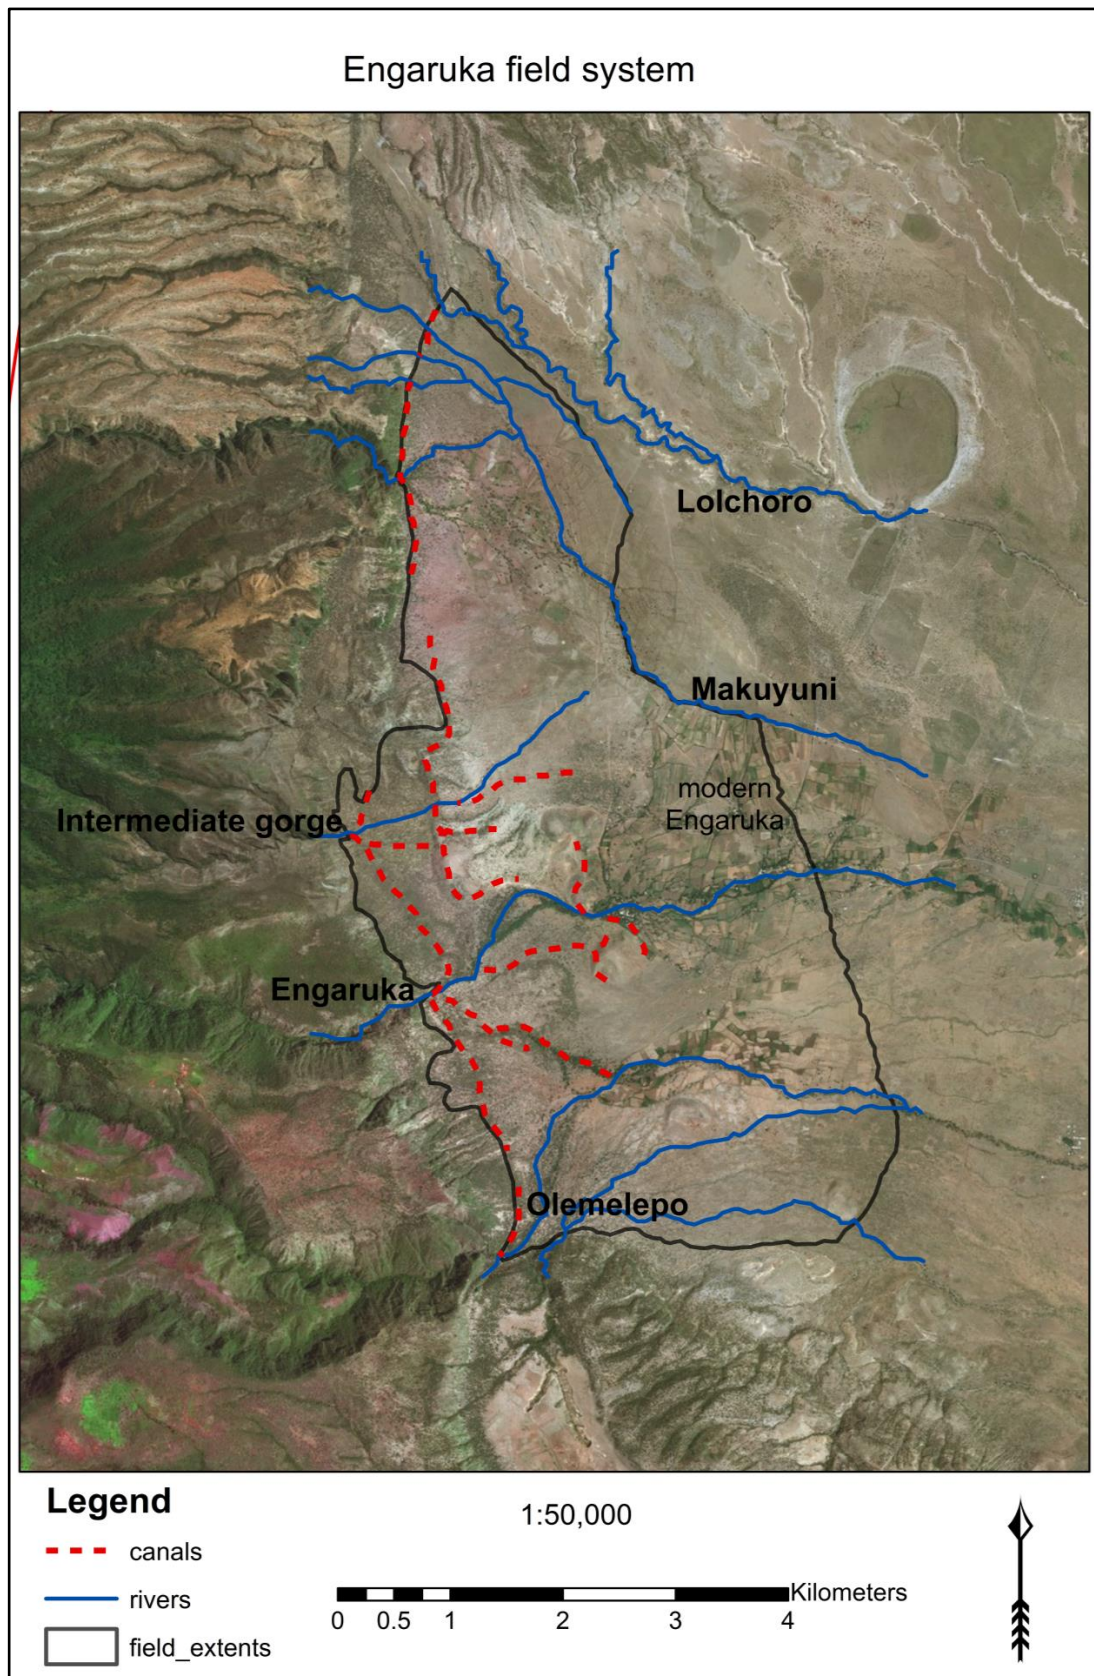 Engaruka field system
Lolchoro
Makuyuni
modern
Engaruka
Intermediate gorge
Engaruka
Olemelepo
Legend
1:50,000
canals
rivers
field_extents
Kilometers
0 0.5 1 2 3 4